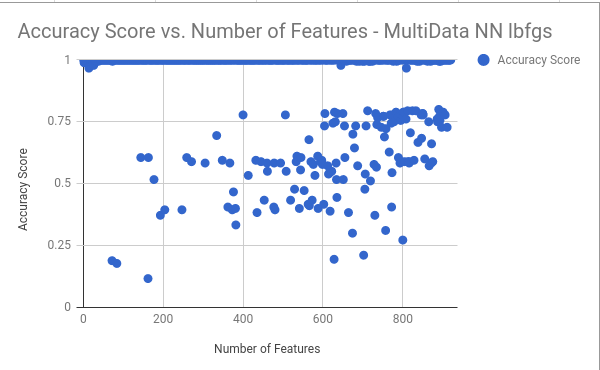 Accuracy Score vs. Number of Features - MultiData NN lbfgs
1
0.75
0.5
0.25
0
0
200
400
600
800
Accuracy Score
Number of Features
Accuracy Score